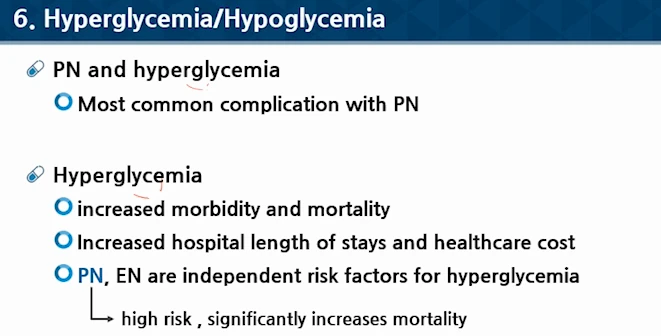 6. Hyperglycemia/Hypoglycemia
PN and hyperglycemia
Most common complication with PN
Hyperglycemia
increased morbidity and mortality
Increased hospital length of stays and healthcare cost
PN, EN are independent risk factors for hyperglycemia
high risk , significantly increases mortality